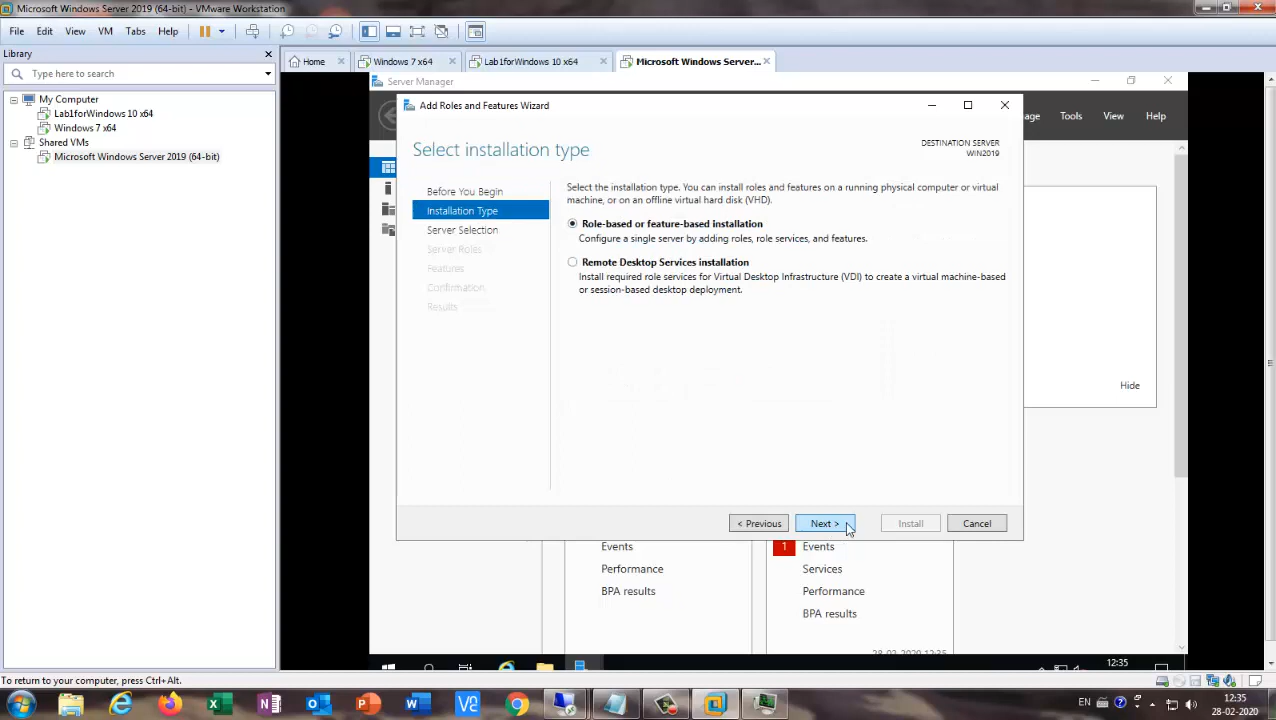 Microsoft Windows Server 2019 (64-bit) - VMware Workstation
File Edit View VM Tabs Help
Library
Type here to search
My Computer
Lab1forWindows 10 x64
Windows 7 x64
Shared VMs
Microsoft Windows Server 2019 (64-bit)
Home
Windows 7 x64
Lab1forWindows 10 x64
Microsoft Windows Server...
Server Manager
age Tools View Help
Hide
Add Roles and Features Wizard
Select installation type
DESTINATION SERVER
WIN2019
Before You Begin
Installation Type
Server Selection
Server Roles
Features
Confirmation
Results
Select the installation type. You can install roles and features on a running physical computer or virtual
machine, or on an offline virtual hard disk (VHD).
Role-based or feature-based installation
Configure a single server by adding roles, role services, and features.
Remote Desktop Services installation
Install required role services for Virtual Desktop Infrastructure (VDI) to create a virtual machine-based
or session-based desktop deployment.
< Previous
Next >
Install
Cancel
Events
Performance
BPA results
1 Events
Services
Performance
BPA results
28-02-2020 12:35
12:35
To return to your computer, press Ctrl+Alt.
EN
12:35
28-02-2020